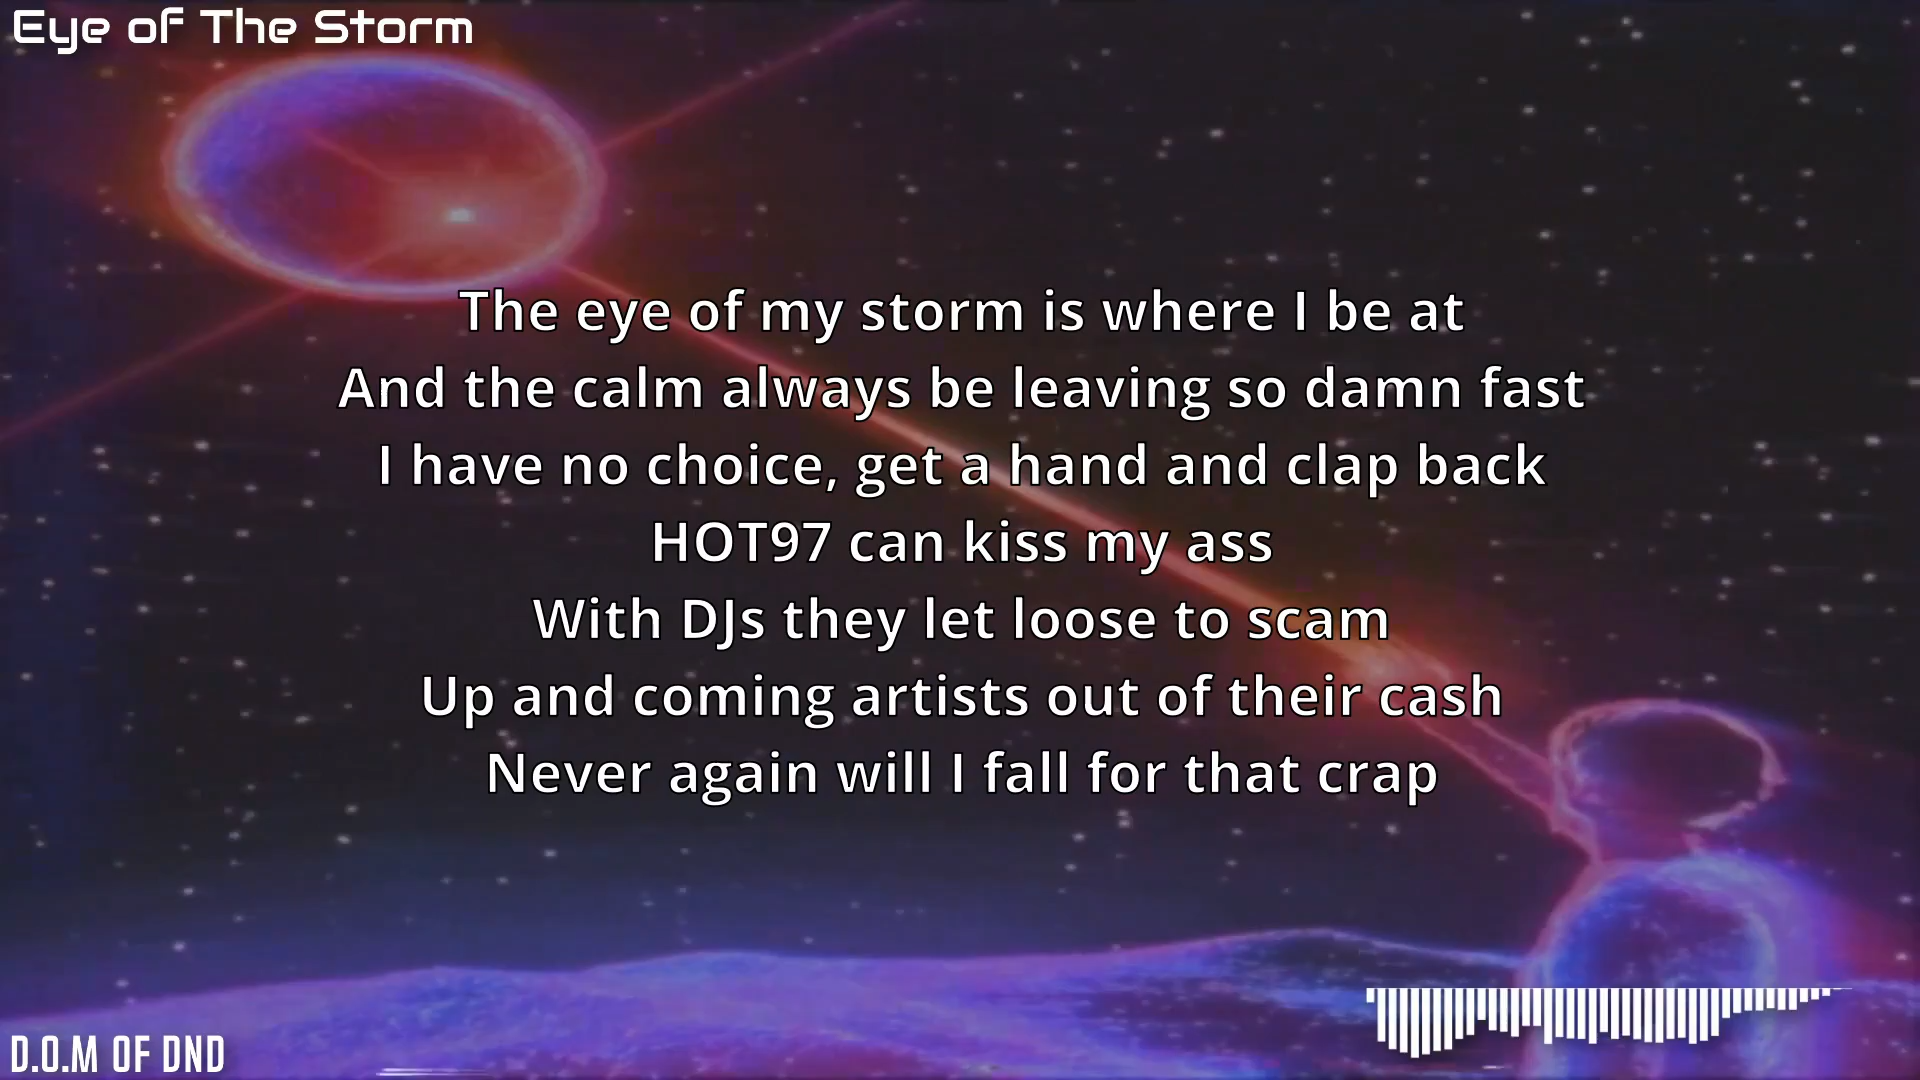 Eye of The Storm
The eye of my storm is where I be at
And the calm always be leaving so damn fast
I have no choice, get a hand and clap back
HOT97 can kiss my ass
With DJs they let loose to scam
Up and coming artists out of their cash
Never again will I fall for that crap
D.O.M OF DND